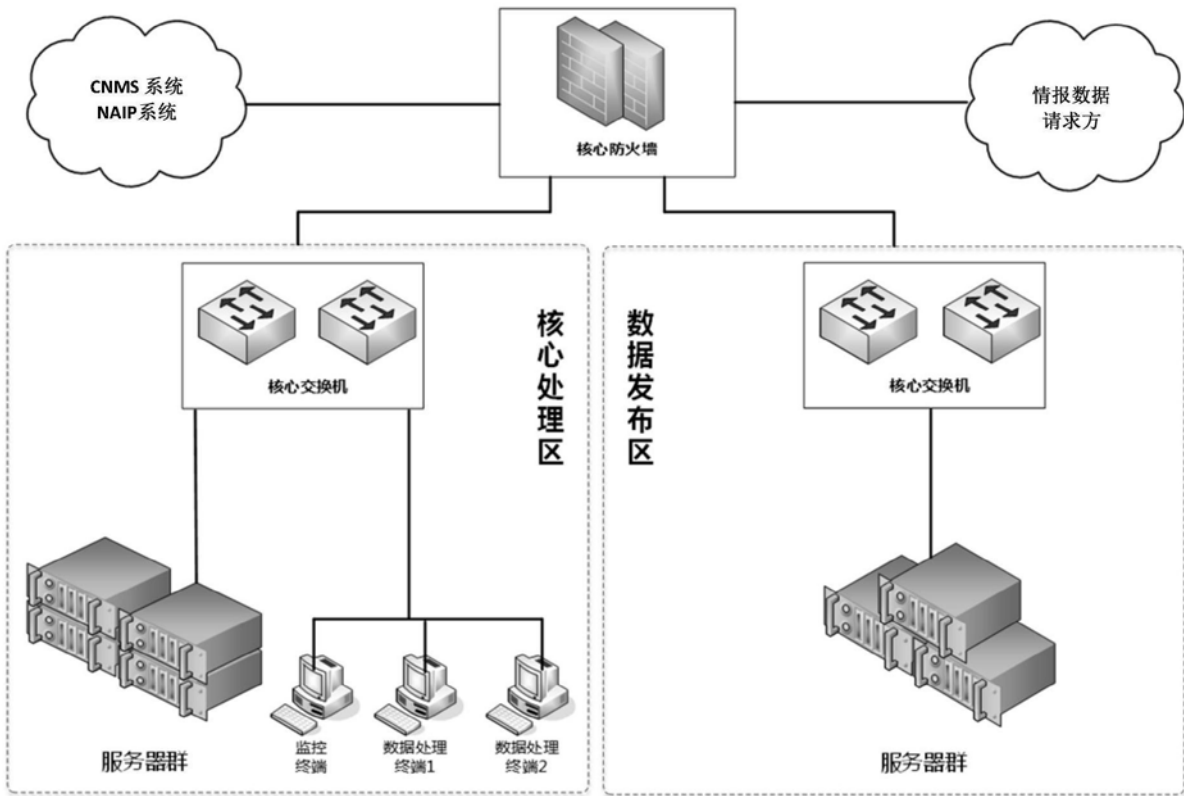 CNMS 系统
NAIP系统
核心防火墙
情报数据
请求方
核心交换机
核心处理区
数据发布区
核心交换机
服务器群
监控
终端
数据处理
终端1
数据处理
终端2
服务器群